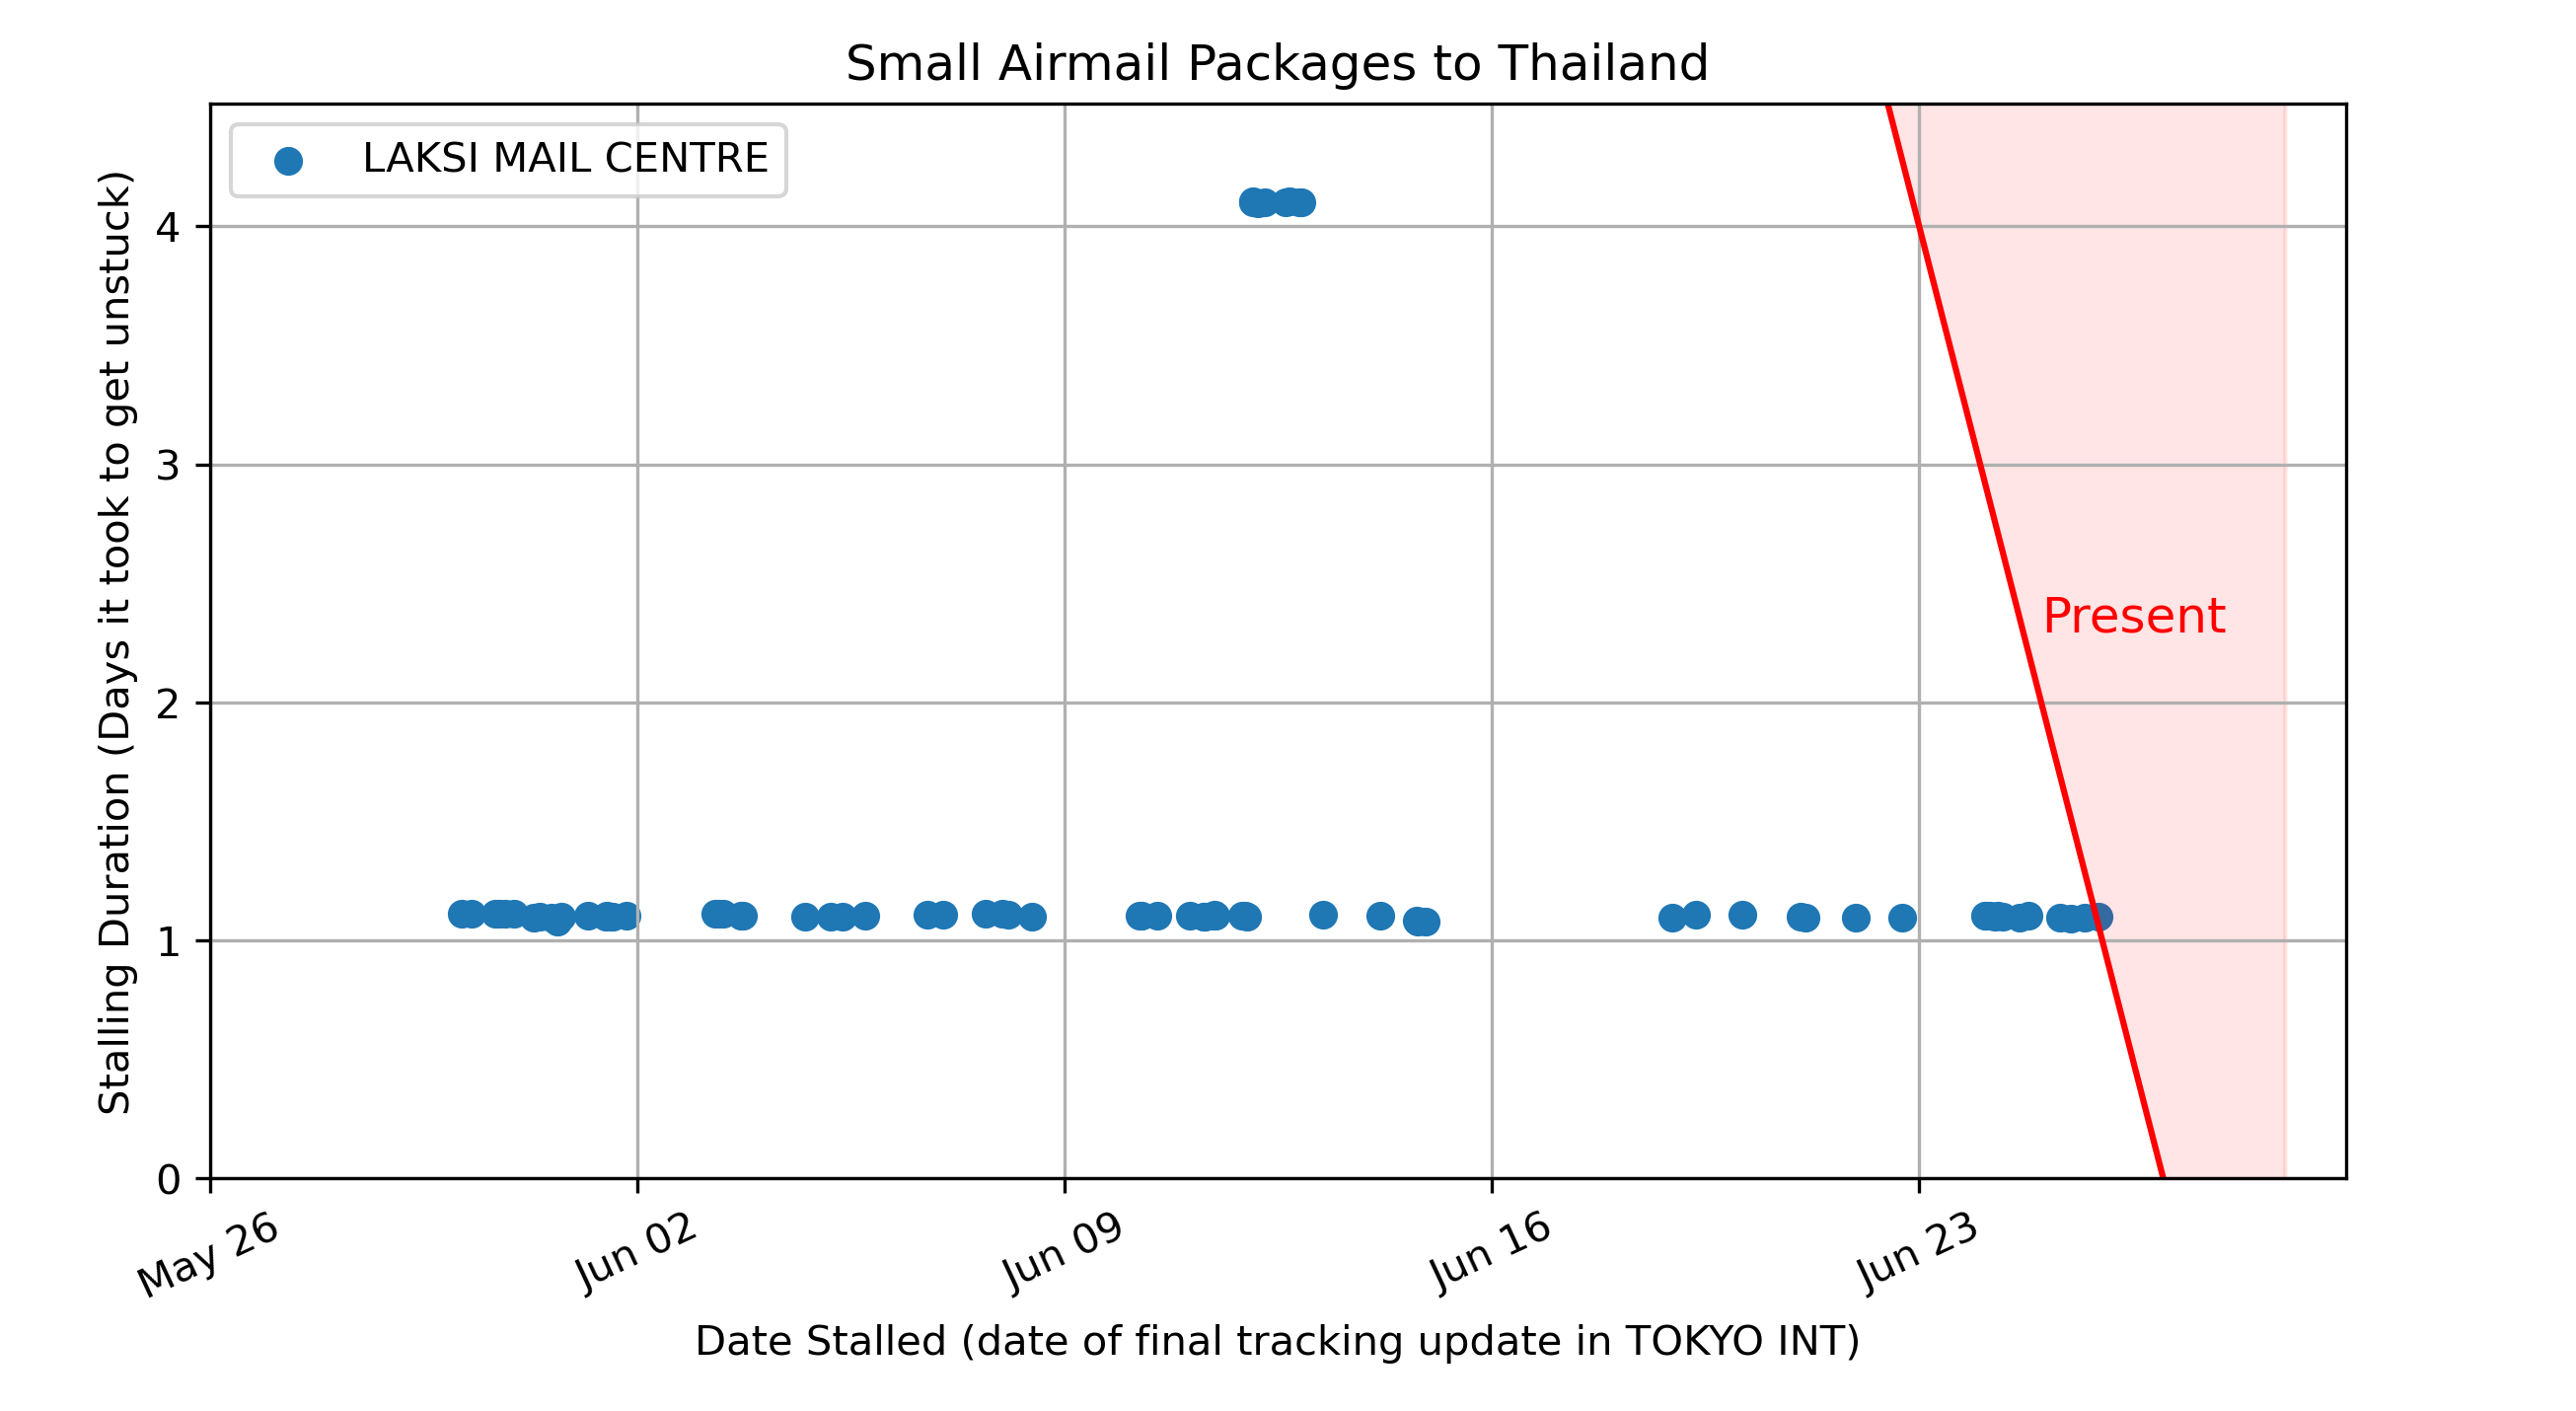 Small Airmail Packages to Thailand
LAKSI MAIL CENTRE
Stalling Duration (Days it took to get unstuck)
4
3
2
1
0
Present
May 26
Jun 02
Jun 09
Jun 16
Jun 23
Date Stalled (date of final tracking update in TOKYO INT)